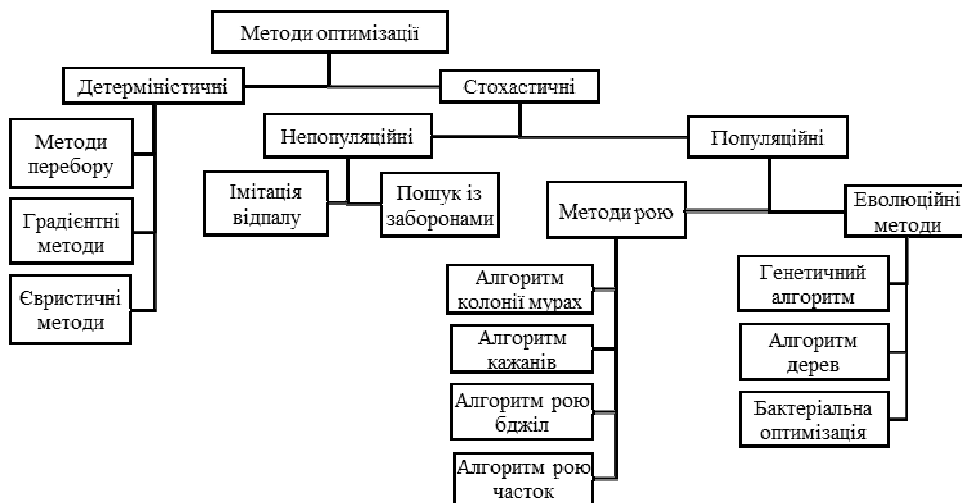 Методи оптимізації
Детерміністичні
Стохастичні
Методи
перебору
Градієнтні
методи
Євристичні
методи
Непопуляційні
Популяційні
Імітація
відпалу
Пошук із
заборонами
Методи рою
Еволюційні
методи
Алгоритм
колонії мурах
Алгоритм
кажанів
Алгоритм рою
бджіл
Алгоритм рою
часток
Генетичний
алгоритм
Алгоритм
дерев
Бактеріальна
оптимізація